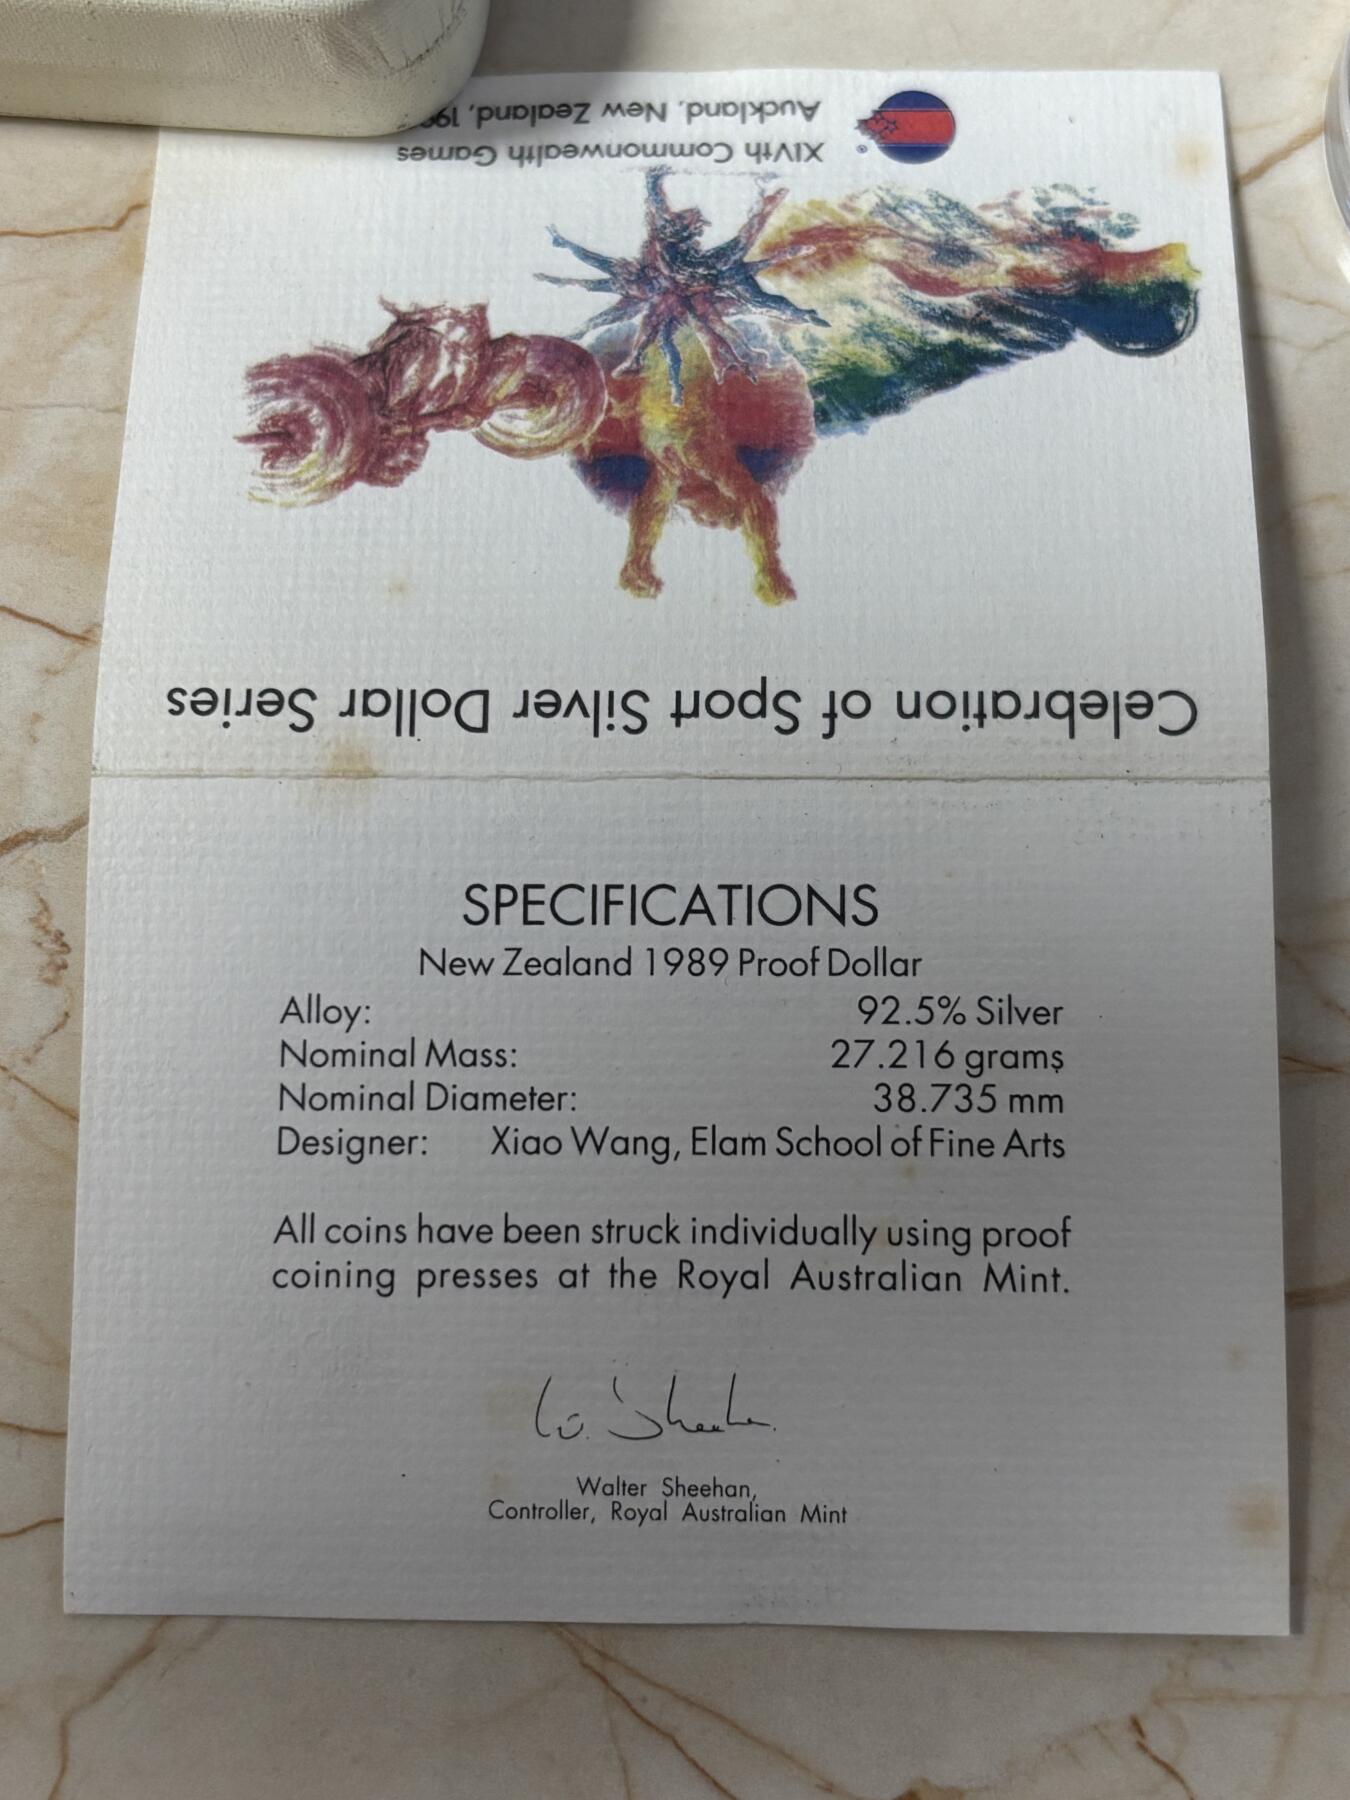 XIVth Commonwealth Games
Auckland, New Zealand,
Celebration of Sport Silver Dollar Series
SPECIFICATIONS
New Zealand 1989 Proof Dollar
Alloy: 92.5% Silver
Nominal Mass: 27.216 grams
Nominal Diameter: 38.735 mm
Designer: Xiao Wang, Elam School of Fine Arts
All coins have been struck individually using proof
coining presses at the Royal Australian Mint.
W. Sheehan
Walter Sheehan,
Controller, Royal Australian Mint